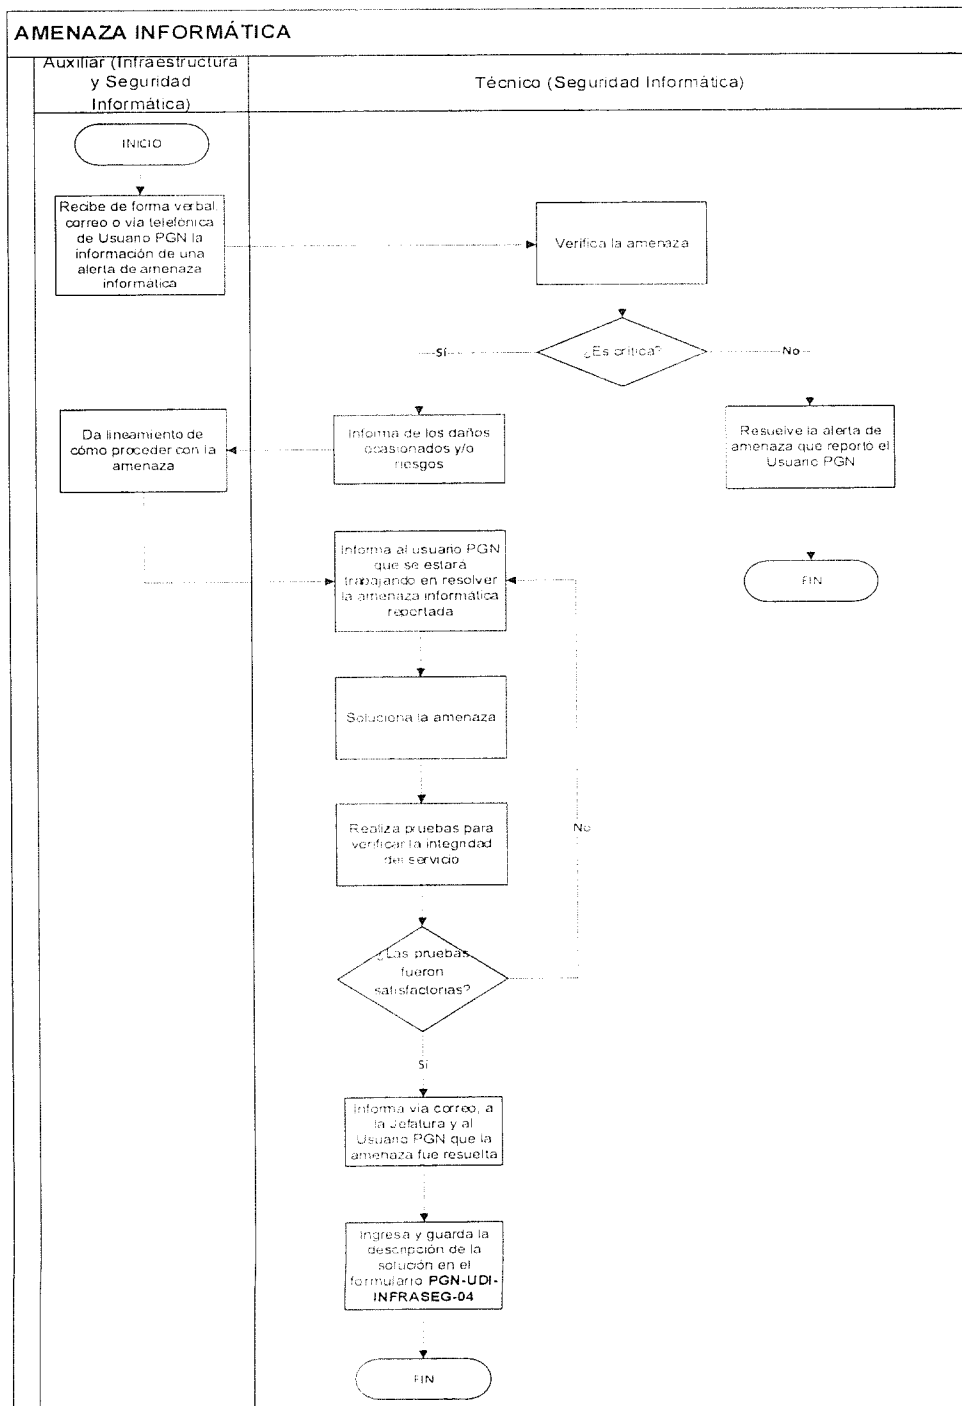 AMENAZA INFORMÁTICA
Auxiliar (Infraestructura
y Seguridad
Informática)
Técnico (Seguridad Informática)
INICIO
Recibe de forma verbal,
correo o vía telefónica
de Usuario PGN la
información de una
alerta de amenaza
informática
Verifica la amenaza
¿Es crítica?
Sí
No
Da lineamiento de
cómo proceder con la
amenaza
Informa de los daños
ocasionados y/o
riesgos
Resuelve la alerta de
amenaza que reportó el
Usuario PGN
Informa al usuario PGN
que se estará
trabajando en resolver
la amenaza informática
reportada
FIN
Soluciona la amenaza
Realiza pruebas para
verificar la integridad
del servicio
No
¿Las pruebas
fueron
satisfactorias?
Sí
Informa vía correo, a
la Jefatura y al
Usuario PGN que la
amenaza fue resuelta
Ingresa y guarda la
descripción de la
solución en el
formulario PGN-UDI-
INFRASEG-04
FIN